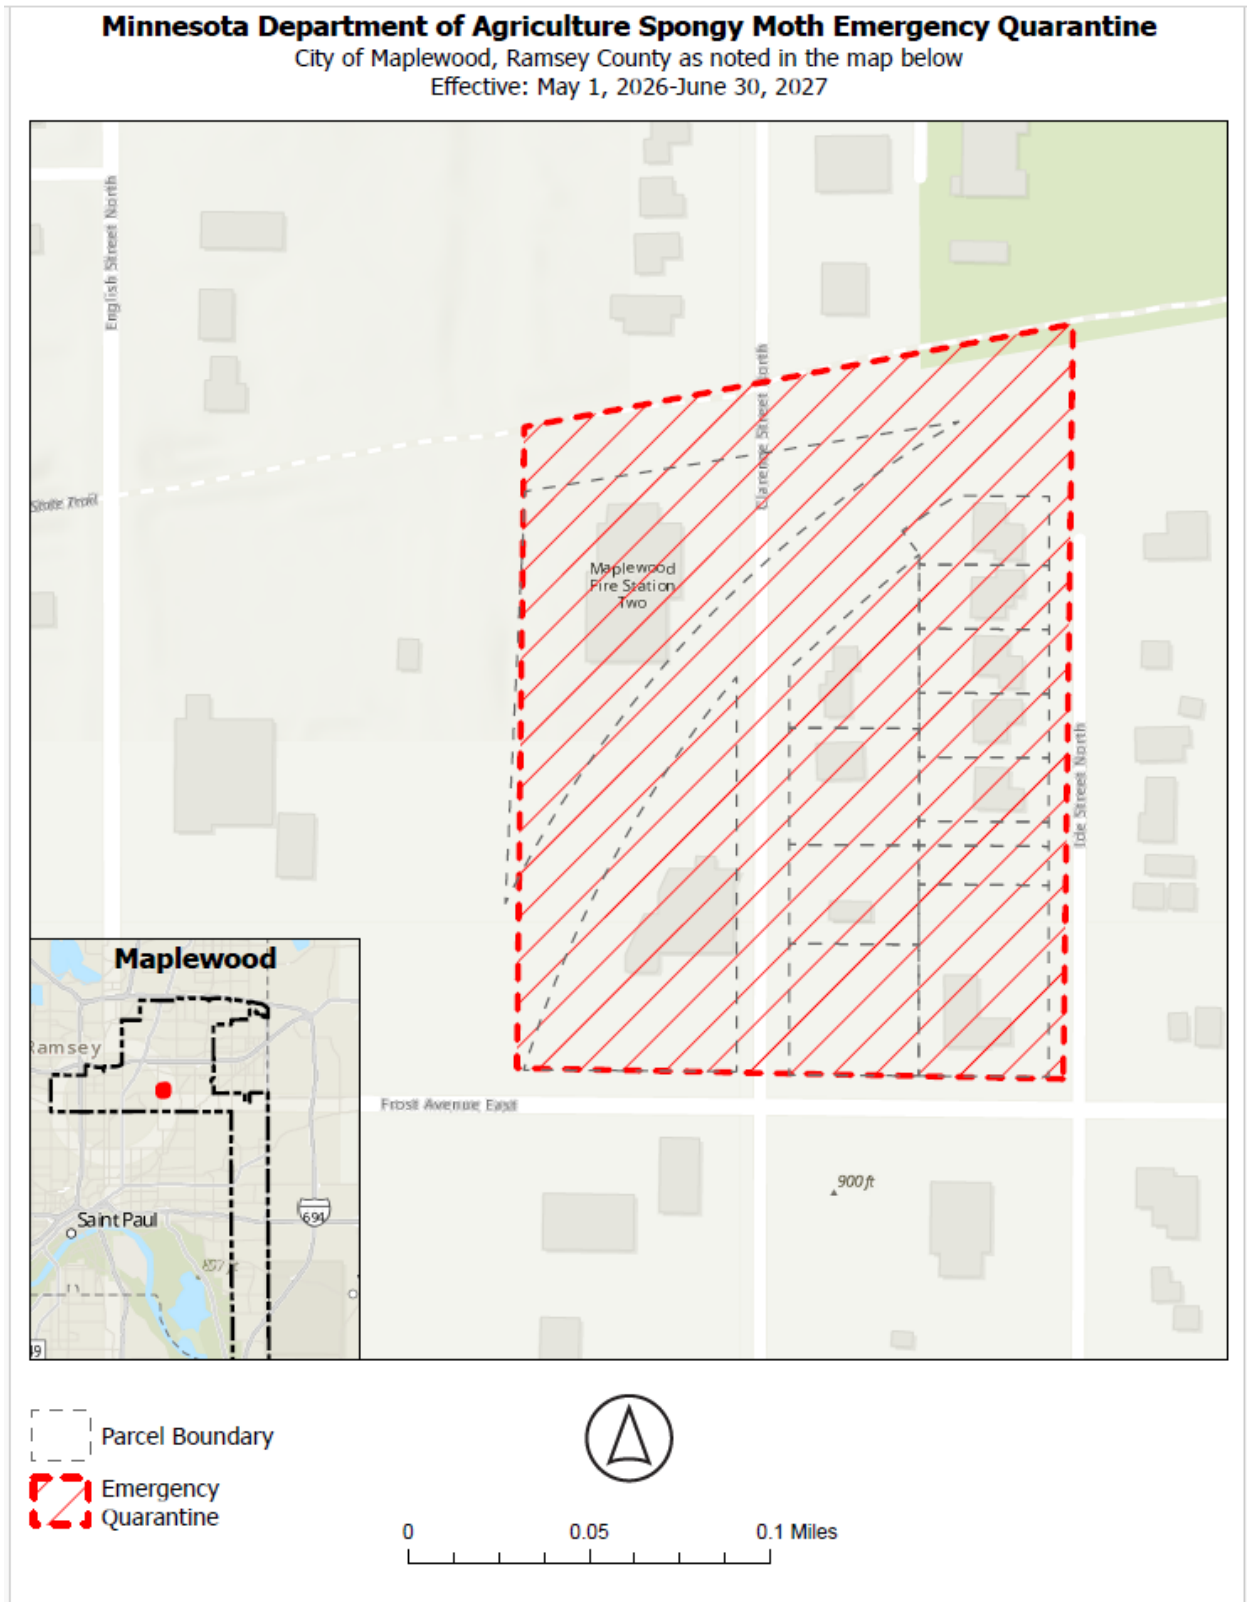 Minnesota Department of Agriculture Spongy Moth Emergency Quarantine
City of Maplewood, Ramsey County as noted in the map below
Effective: May 1, 2026-June 30, 2027
English Street North
Clarence Street North
State Trail
Maplewood
Fire Station
Two
Ide Street North
Maplewood
Ramsey
Frost Avenue East
900 ft
Saint Paul
694
857 ft
Parcel Boundary
Emergency
Quarantine
0 0.05 0.1 Miles